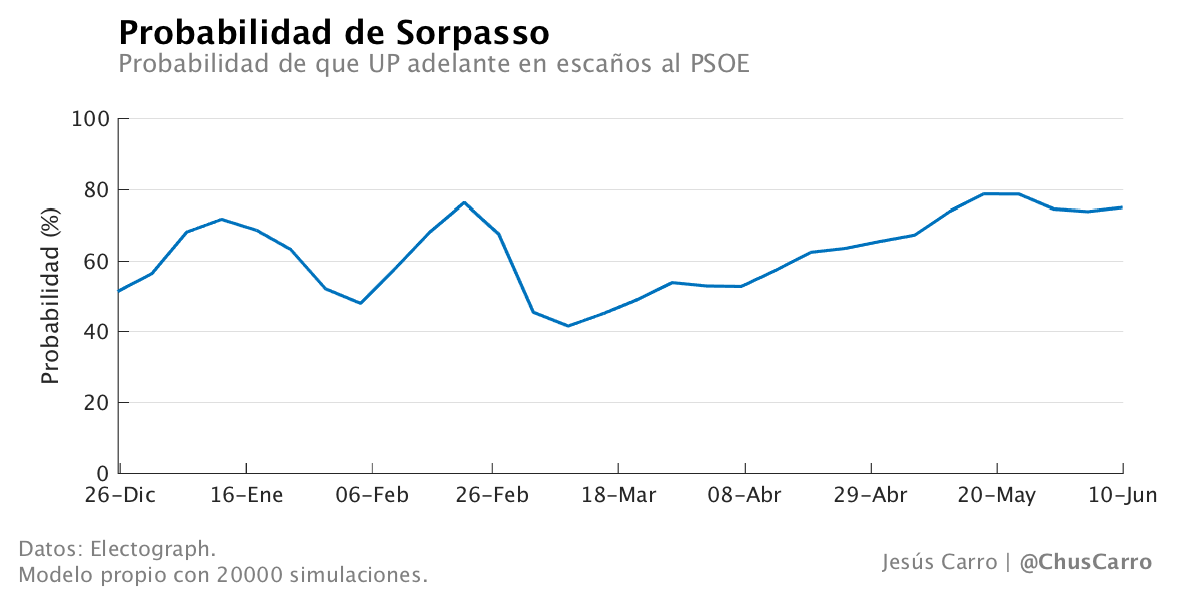 Probabilidad de Sorpasso
Probabilidad de que UP adelante en escaños al PSOE
Probabilidad (%)
100
80
60
40
20
0
26-Dic 16-Ene 06-Feb 26-Feb 18-Mar 08-Abr 29-Abr 20-May 10-Jun
Datos: Electograph.
Modelo propio con 20000 simulaciones.
Jesús Carro | @ChusCarro